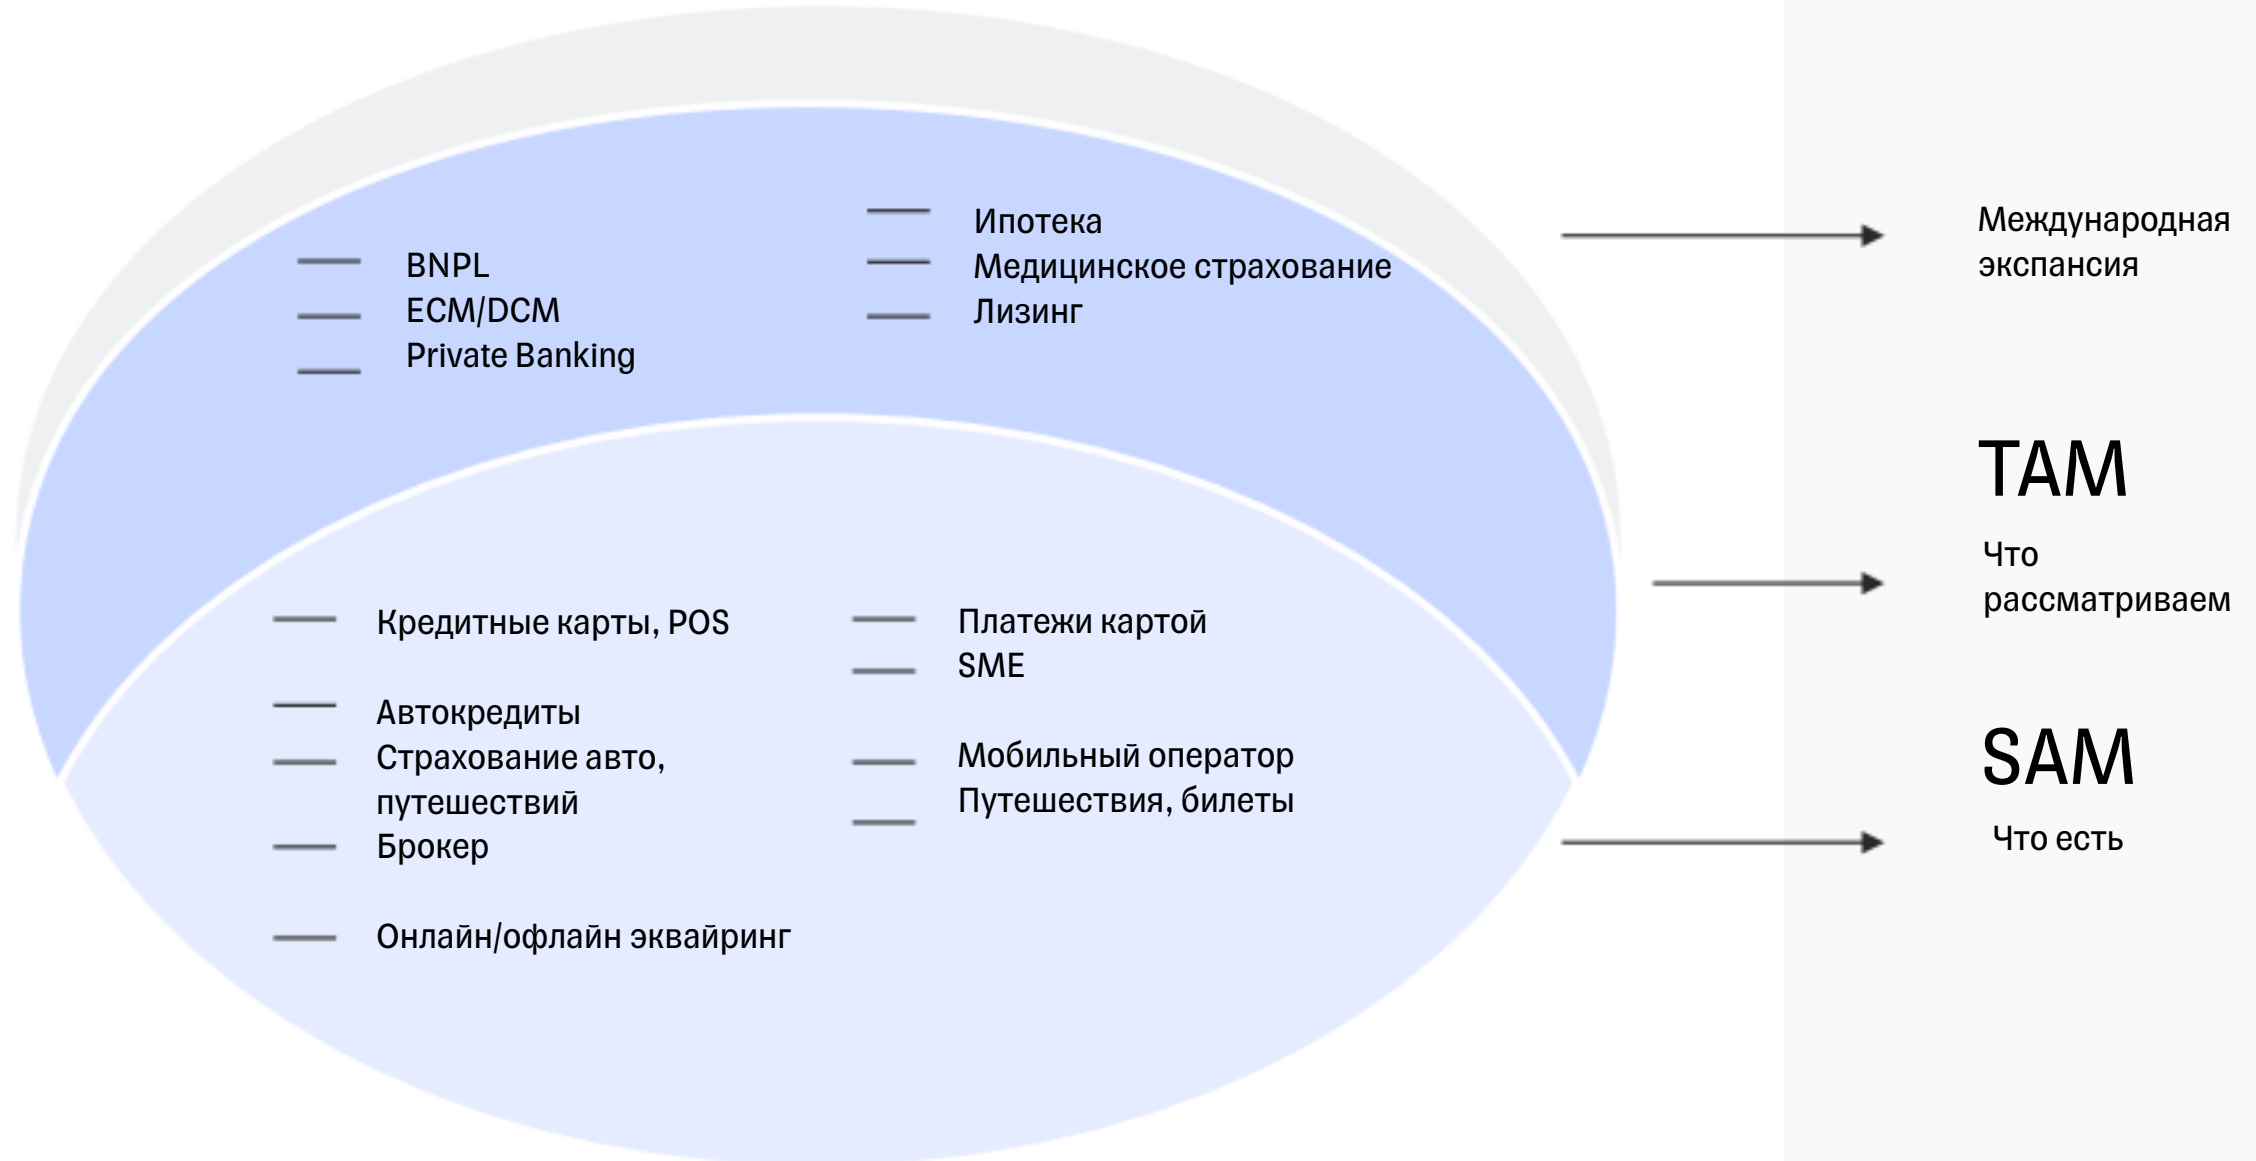 BNPL
ECM/DCM
Private Banking
Ипотека
Медицинское страхование
Лизинг
Международная
экспансия
TAM
Что
рассматриваем
Кредитные карты, POS
Автокредиты
Страхование авто,
путешествий
Брокер
Онлайн/офлайн эквайринг
Платежи картой
SME
Мобильный оператор
Путешествия, билеты
SAM
Что есть